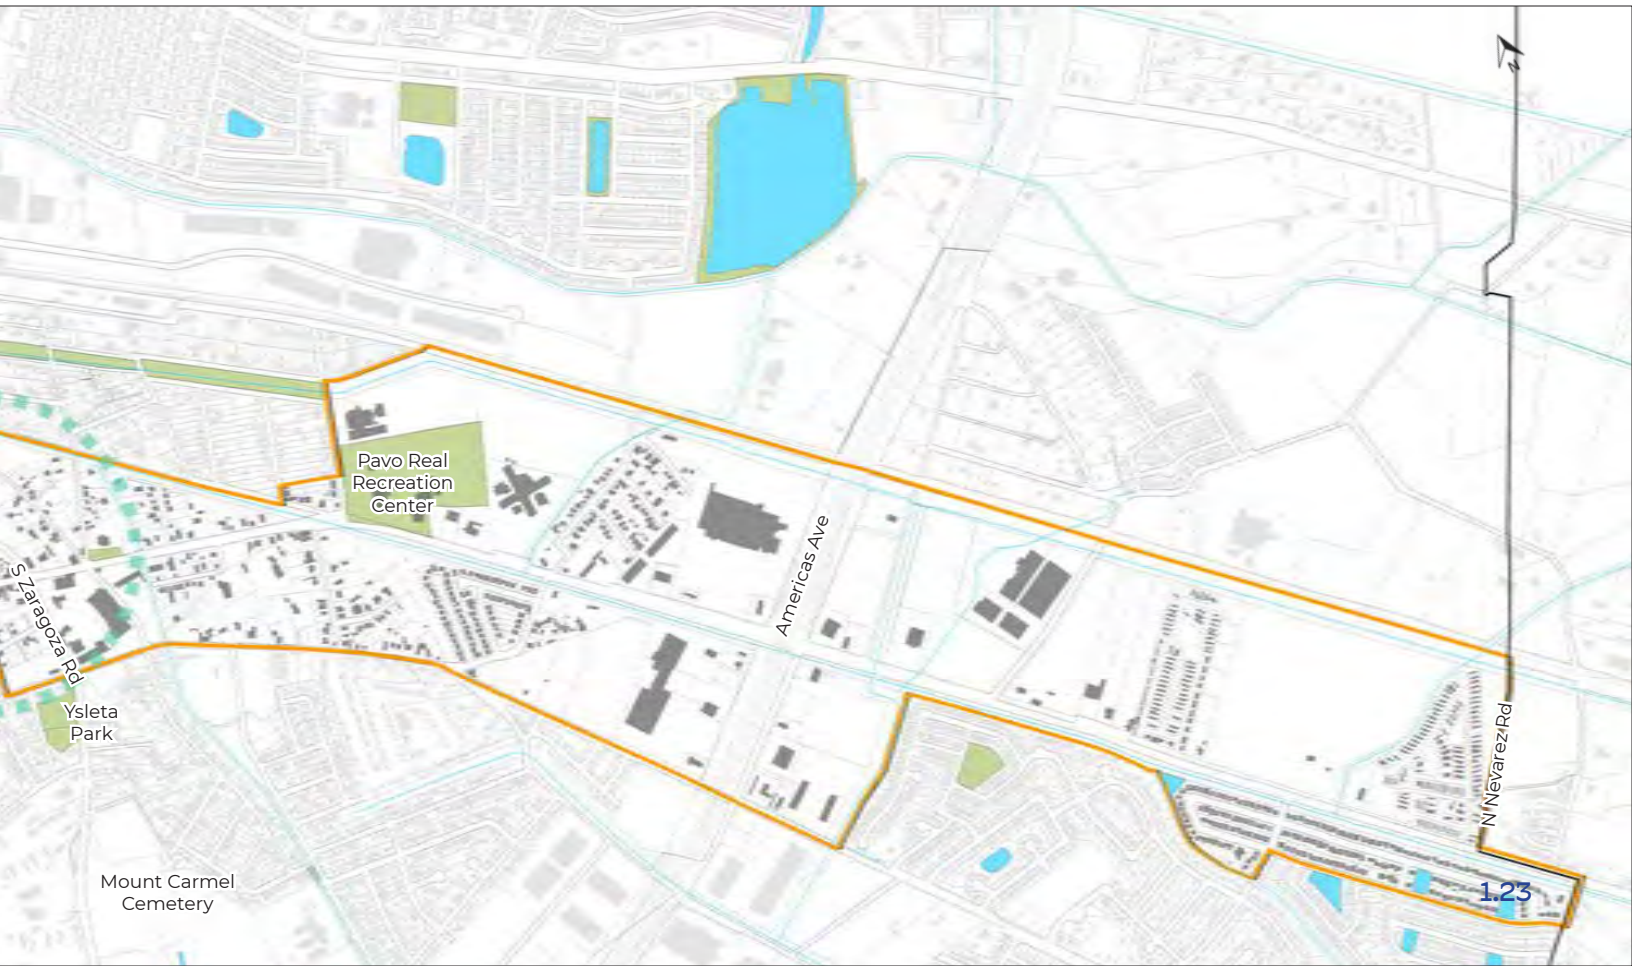 N
Pavo Real
Recreation
Center
Americas Ave
S Zaragoza Rd
Ysleta
Park
N Nevarez Rd
Mount Carmel
Cemetery
1.23